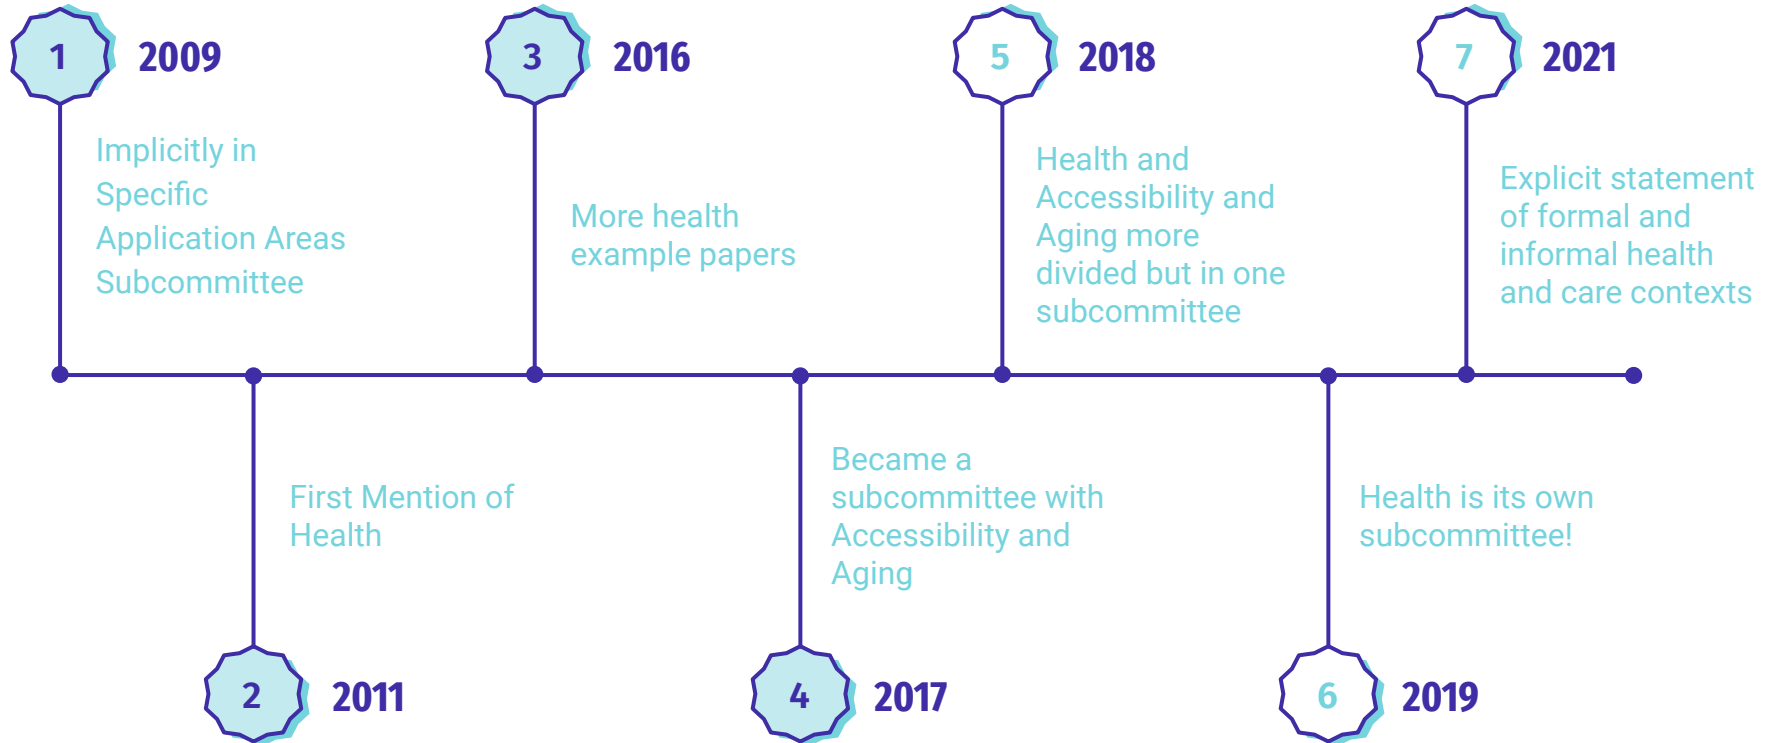 1
2009
Implicitly in
Specific
Application Areas
Subcommittee
2
2011
First Mention of
Health
3
2016
More health
example papers
4
2017
Became a
subcommittee with
Accessibility and
Aging
5
2018
Health and
Accessibility and
Aging more
divided but in one
subcommittee
6
2019
Health is its own
subcommittee!
7
2021
Explicit statement
of formal and
informal health
and care contexts